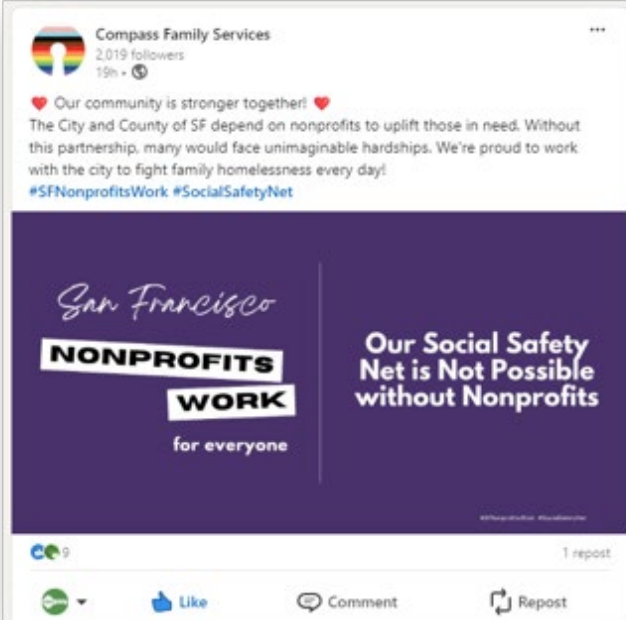 Compass Family Services
2,019 followers
19h •
Our community is stronger together!
The City and County of SF depend on nonprofits to uplift those in need. Without
this partnership, many would face unimaginable hardships. We're proud to work
with the city to fight family homelessness every day!
#SFNonprofitsWork #SocialSafetyNet
San Francisco
NONPROFITS
WORK
for everyone
Our Social Safety
Net is Not Possible
without Nonprofits
9
1 repost
Like
Comment
Repost